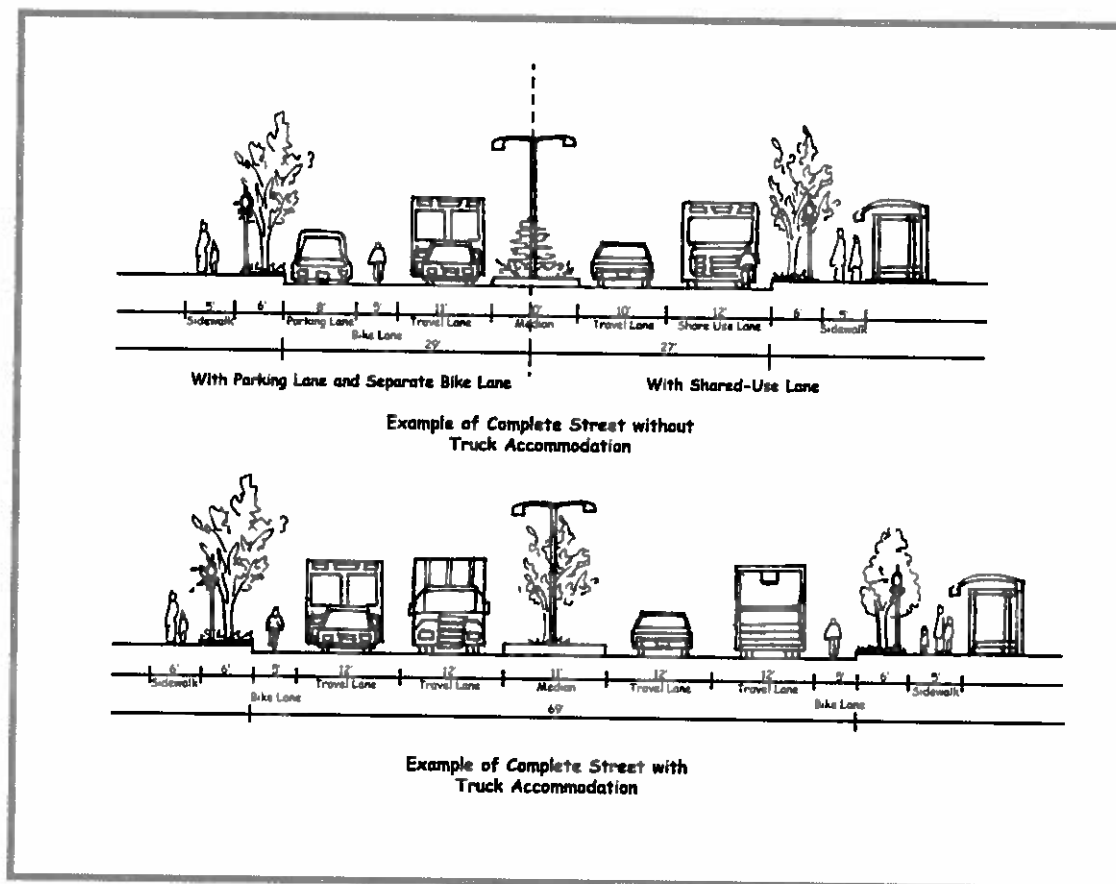 5' 6' 8' 5' 11' 10' 10' 12' 6' 5'
Sidewalk Parking Lane Travel Lane Median Travel Lane Share Use Lane Sidewalk
Bike Lane
29' 27'
With Parking Lane and Separate Bike Lane With Shared-Use Lane
Example of Complete Street without
Truck Accommodation
6' 6' 5' 12' 12' 11' 12' 12' 5' 6' 5'
Sidewalk Travel Lane Travel Lane Median Travel Lane Travel Lane Sidewalk
Bike Lane Bike Lane
69'
Example of Complete Street with
Truck Accommodation